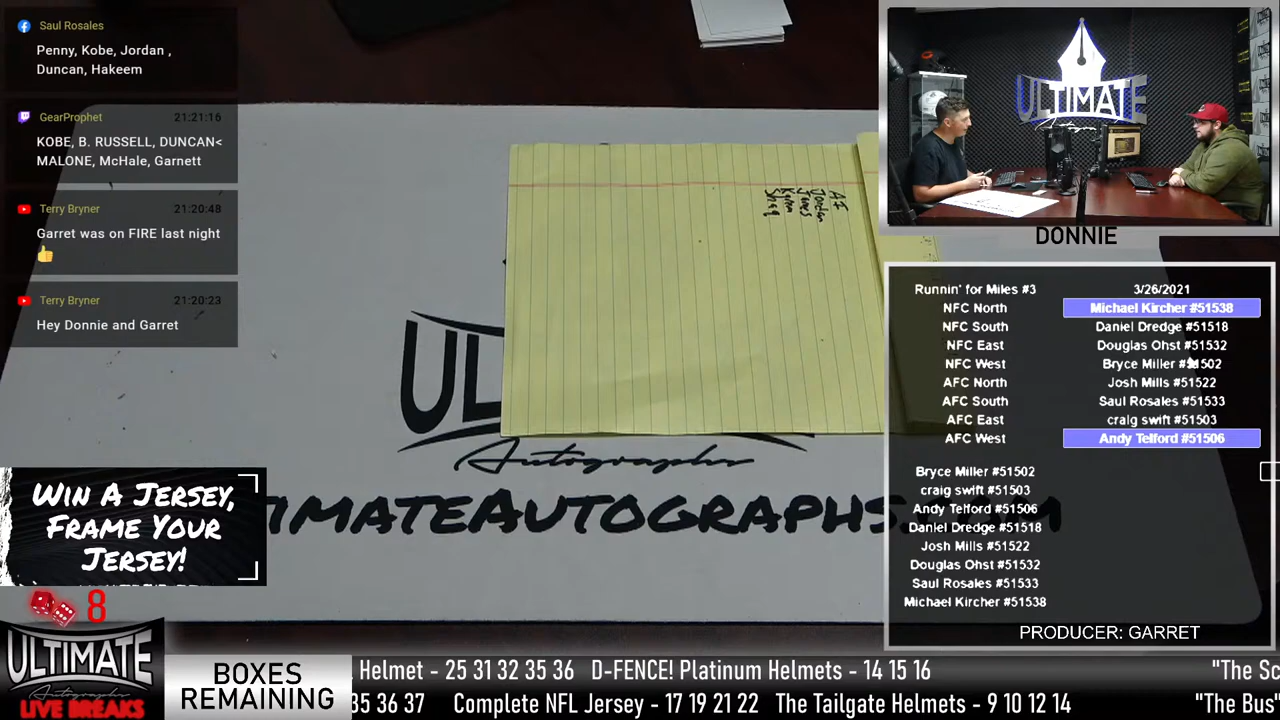 Saul Rosales
Penny, Kobe, Jordan ,
Duncan, Hakeem
GearProphet 21:21:16
KOBE, B. RUSSELL, DUNCAN<
MALONE, McHale, Garnett
Terry Bryner 21:20:48
Garret was on FIRE last night
👍
Terry Bryner 21:20:23
Hey Donnie and Garret
AI
Jordan
Shaq
UL
Autographs
TIMATEAUTOGRAPHS.COM
WIN A JERSEY,
FRAME YOUR
JERSEY!
8
ULTIMATE
Autographs
LIVE BREAKS
BOXES
REMAINING
ULTIMATE
DONNIE
Runnin' for Miles #3 3/26/2021
NFC North Michael Kircher #51538
NFC South Daniel Dredge #51518
NFC East Douglas Ohst #51532
NFC West Bryce Miller #51502
AFC North Josh Mills #51522
AFC South Saul Rosales #51533
AFC East craig swift #51503
AFC West Andy Telford #51506
Bryce Miller #51502
craig swift #51503
Andy Telford #51506
Daniel Dredge #51518
Josh Mills #51522
Douglas Ohst #51532
Saul Rosales #51533
Michael Kircher #51538
PRODUCER: GARRET
Helmet - 25 31 32 35 36 D-FENCE! Platinum Helmets - 14 15 16 "The Sc
35 36 37 Complete NFL Jersey - 17 19 21 22 The Tailgate Helmets - 9 10 12 14 "The Bus"